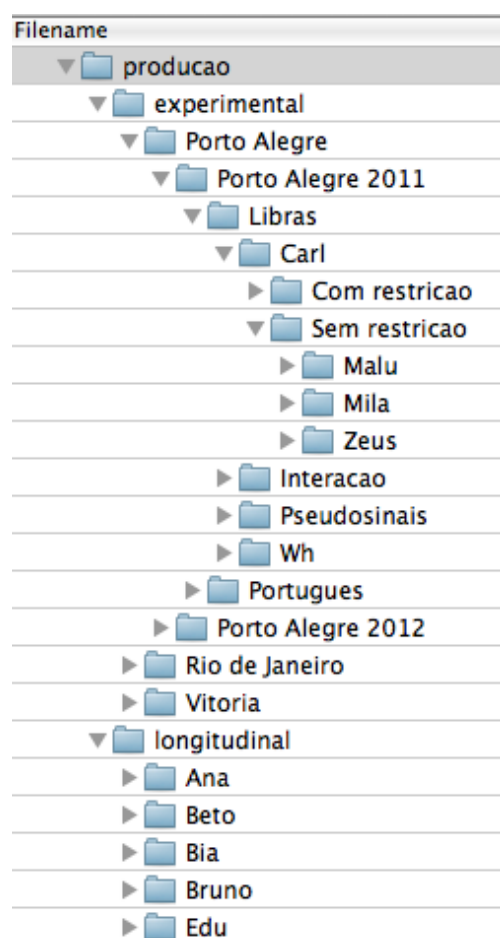 Filename
producao
experimental
Porto Alegre
Porto Alegre 2011
Libras
Carl
Com restricao
Sem restricao
Malu
Mila
Zeus
Interacao
Pseudosinais
Wh
Portugues
Porto Alegre 2012
Rio de Janeiro
Vitoria
longitudinal
Ana
Beto
Bia
Bruno
Edu